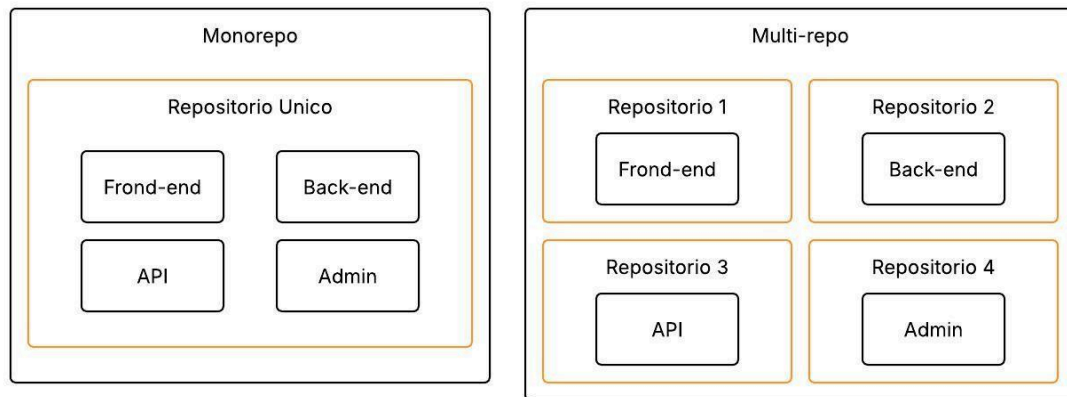 Monorepo
Repositorio Unico
Frond-end
Back-end
API
Admin
Multi-repo
Repositorio 1
Frond-end
Repositorio 2
Back-end
Repositorio 3
API
Repositorio 4
Admin